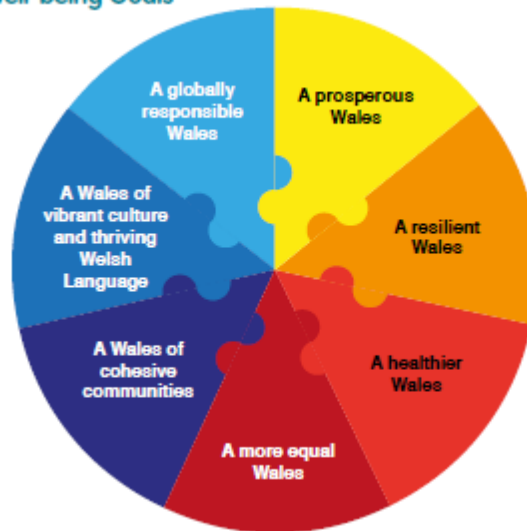 A prosperous
Wales
A resilient
Wales
A healthier
Wales
A more equal
Wales
A Wales of
cohesive
communities
A Wales of
vibrant culture
and thriving
Welsh
Language
A globally
responsible
Wales